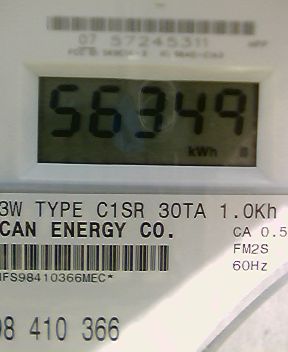 07 57245311
56349
kWh
3W TYPE C1SR 30TA 1.0Kh
CAN ENERGY CO.
CA 0.5
FM2S
60Hz
MFS98410366MEC*
98 410 366